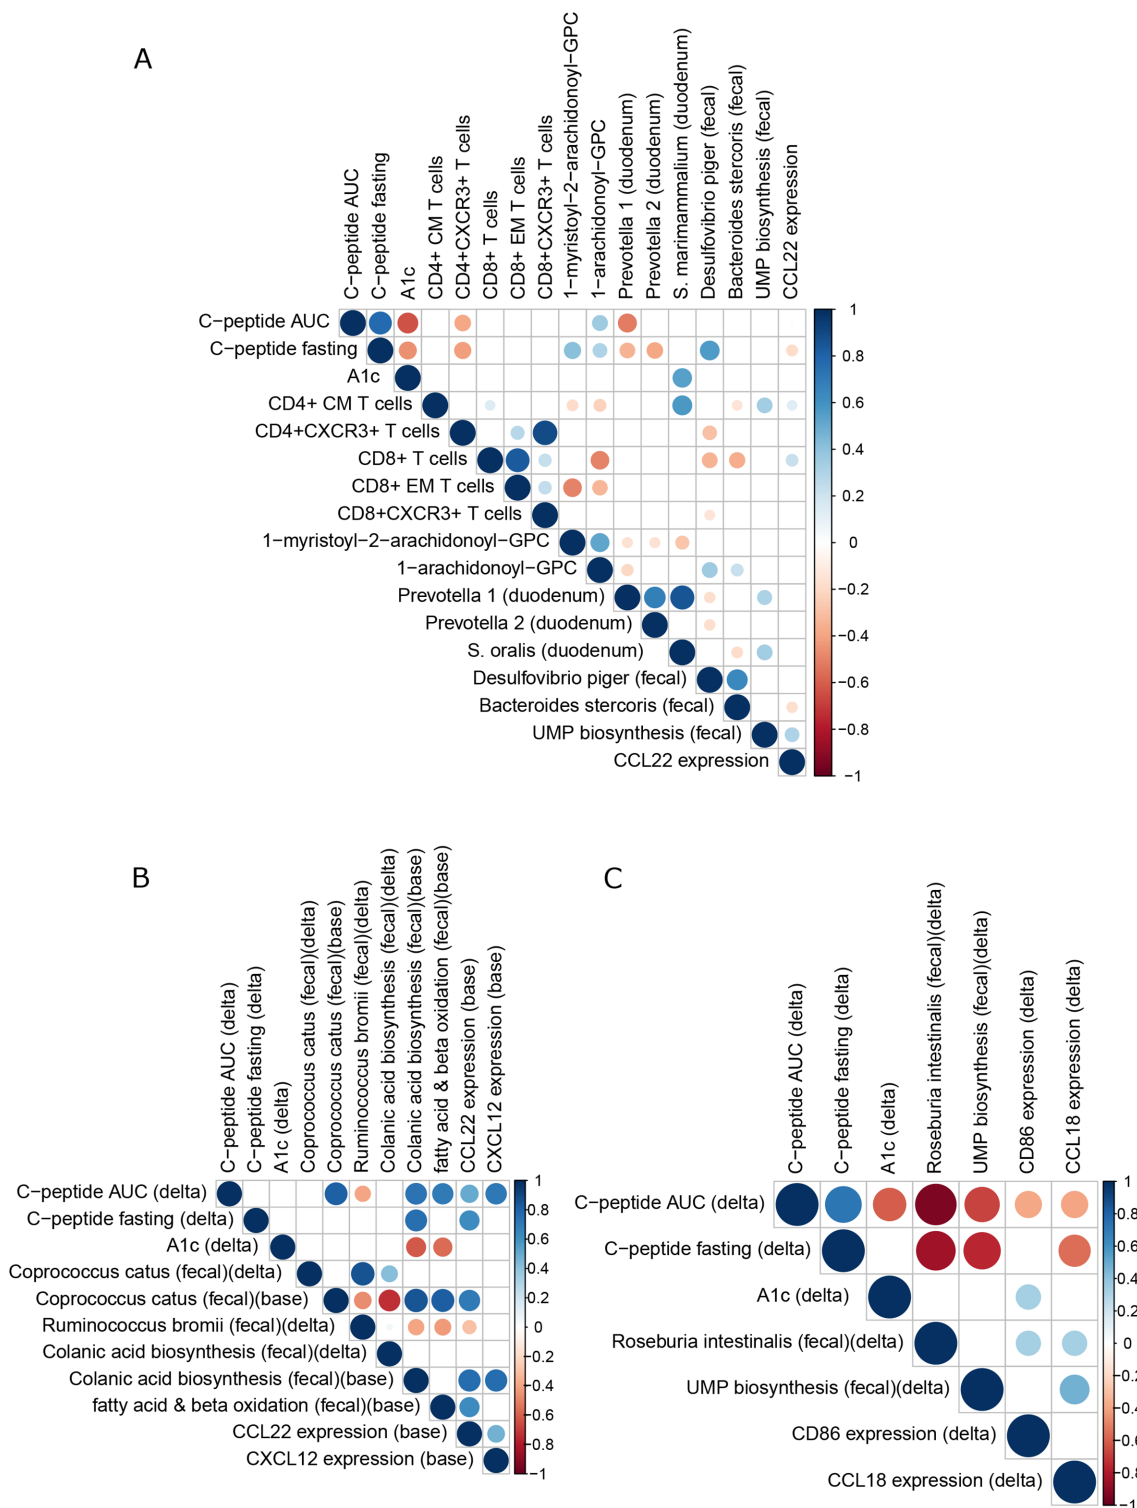 A
C−peptide AUC
C−peptide fasting
A1c
CD4+ CM T cells
CD4+CXCR3+ T cells
CD8+ T cells
CD8+ EM T cells
CD8+CXCR3+ T cells
1−myristoyl−2−arachidonoyl−GPC
1−arachidonoyl−GPC
Prevotella 1 (duodenum)
Prevotella 2 (duodenum)
S. marimammalium (duodenum)
Desulfovibrio piger (fecal)
Bacteroides stercoris (fecal)
UMP biosynthesis (fecal)
CCL22 expression
C−peptide AUC
C−peptide fasting
A1c
CD4+ CM T cells
CD4+CXCR3+ T cells
CD8+ T cells
CD8+ EM T cells
CD8+CXCR3+ T cells
1−myristoyl−2−arachidonoyl−GPC
1−arachidonoyl−GPC
Prevotella 1 (duodenum)
Prevotella 2 (duodenum)
S. oralis (duodenum)
Desulfovibrio piger (fecal)
Bacteroides stercoris (fecal)
UMP biosynthesis (fecal)
CCL22 expression
1
0.8
0.6
0.4
0.2
0
−0.2
−0.4
−0.6
−0.8
−1
B
C−peptide AUC (delta)
C−peptide fasting (delta)
A1c (delta)
Coprococcus catus (fecal)(delta)
Coprococcus catus (fecal)(base)
Ruminococcus bromii (fecal)(delta)
Colanic acid biosynthesis (fecal)(delta)
Colanic acid biosynthesis (fecal)(base)
fatty acid & beta oxidation (fecal)(base)
CCL22 expression (base)
CXCL12 expression (base)
C−peptide AUC (delta)
C−peptide fasting (delta)
A1c (delta)
Coprococcus catus (fecal)(delta)
Coprococcus catus (fecal)(base)
Ruminococcus bromii (fecal)(delta)
Colanic acid biosynthesis (fecal)(delta)
Colanic acid biosynthesis (fecal)(base)
fatty acid & beta oxidation (fecal)(base)
CCL22 expression (base)
CXCL12 expression (base)
1
0.8
0.6
0.4
0.2
0
−0.2
−0.4
−0.6
−0.8
−1
C
C−peptide AUC (delta)
C−peptide fasting (delta)
A1c (delta)
Roseburia intestinalis (fecal)(delta)
UMP biosynthesis (fecal)(delta)
CD86 expression (delta)
CCL18 expression (delta)
C−peptide AUC (delta)
C−peptide fasting (delta)
A1c (delta)
Roseburia intestinalis (fecal)(delta)
UMP biosynthesis (fecal)(delta)
CD86 expression (delta)
CCL18 expression (delta)
1
0.8
0.6
0.4
0.2
0
−0.2
−0.4
−0.6
−0.8
−1